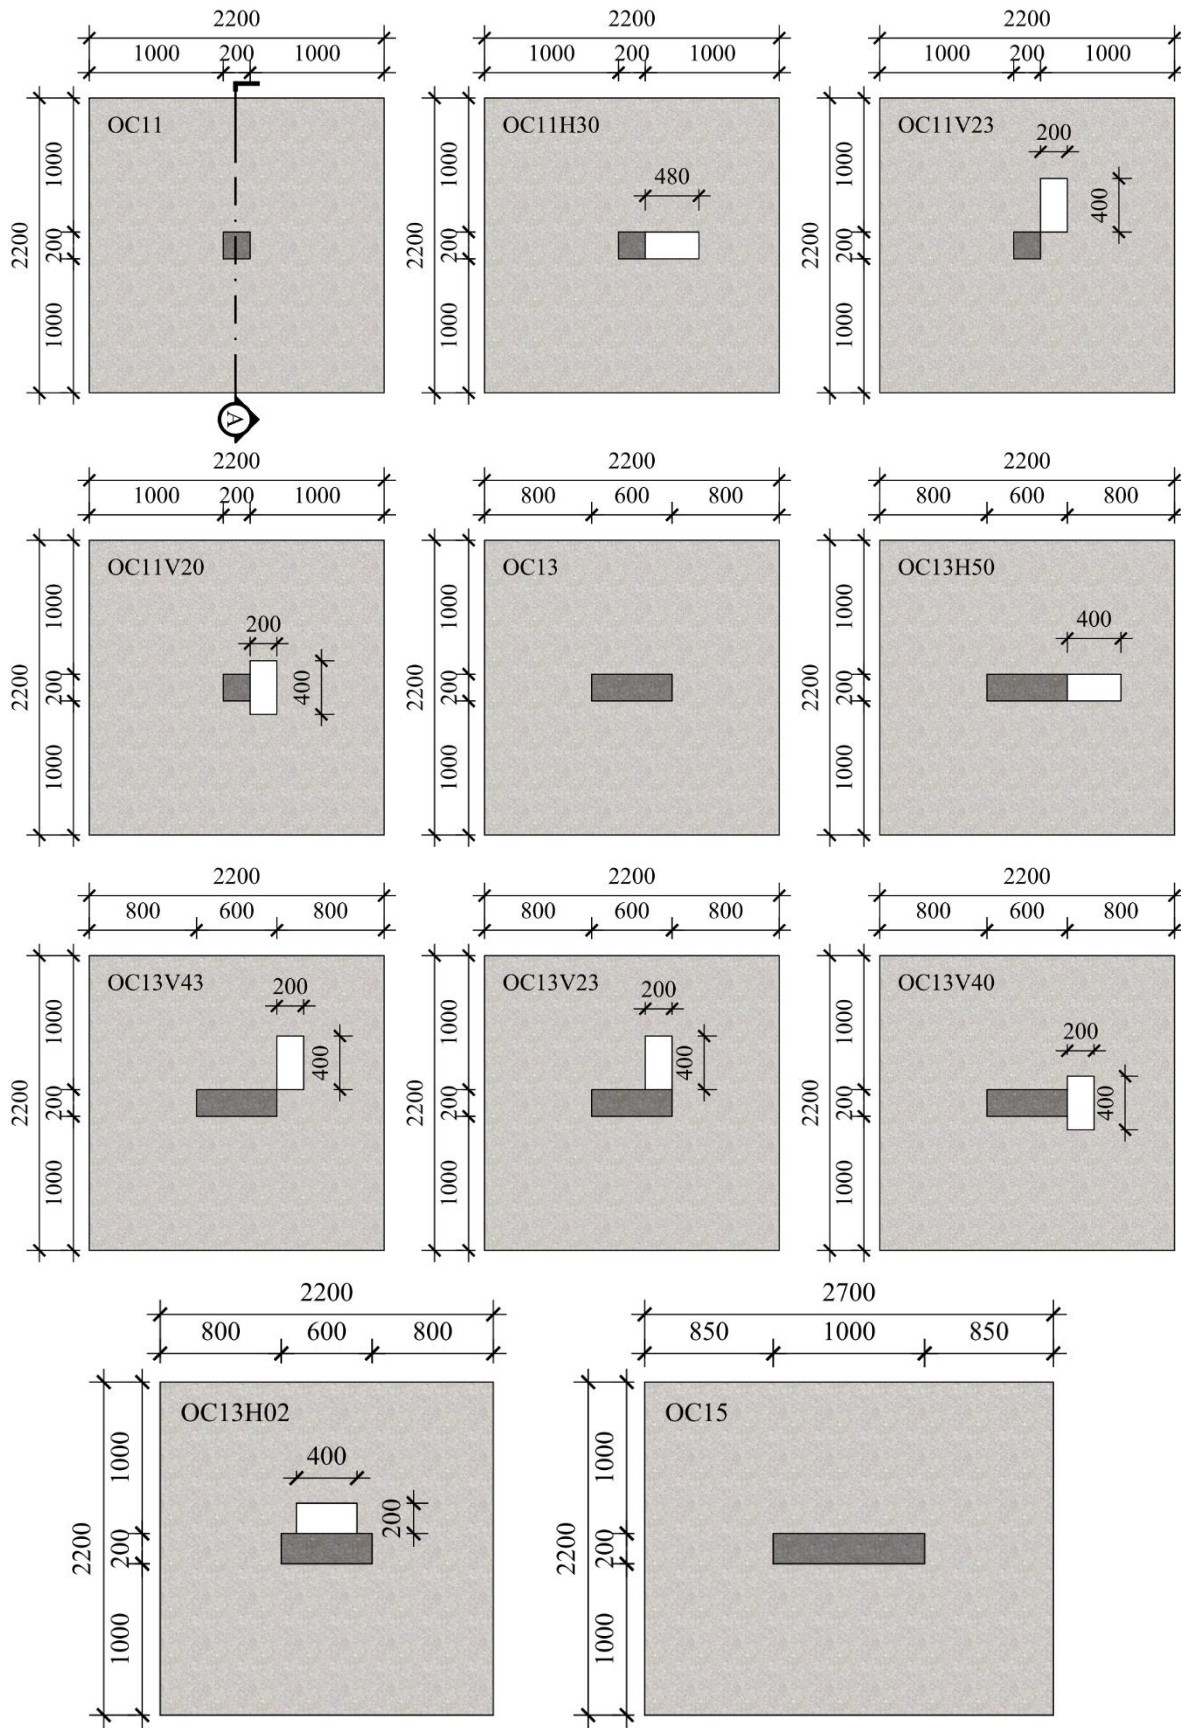 2200 2200 2200
1000 200 1000 1000 200 1000 1000 200 1000
OC11 OC11H30 OC11V23
200
480
400
2200 1000 200 1000 2200 1000 200 1000 2200 1000 200 1000
A
2200 2200 2200
1000 200 1000 800 600 800 800 600 800
OC11V20 OC13 OC13H50
200 400
400
2200 1000 200 1000 2200 1000 200 1000 2200 1000 200 1000
2200 2200 2200
800 600 800 800 600 800 800 600 800
OC13V43 OC13V23 OC13V40
200 200 200
400 400 400
2200 1000 200 1000 2200 1000 200 1000 2200 1000 200 1000
2200 2700
800 600 800 850 1000 850
OC13H02 OC15
400
200
2200 1000 200 1000 2200 1000 200 1000